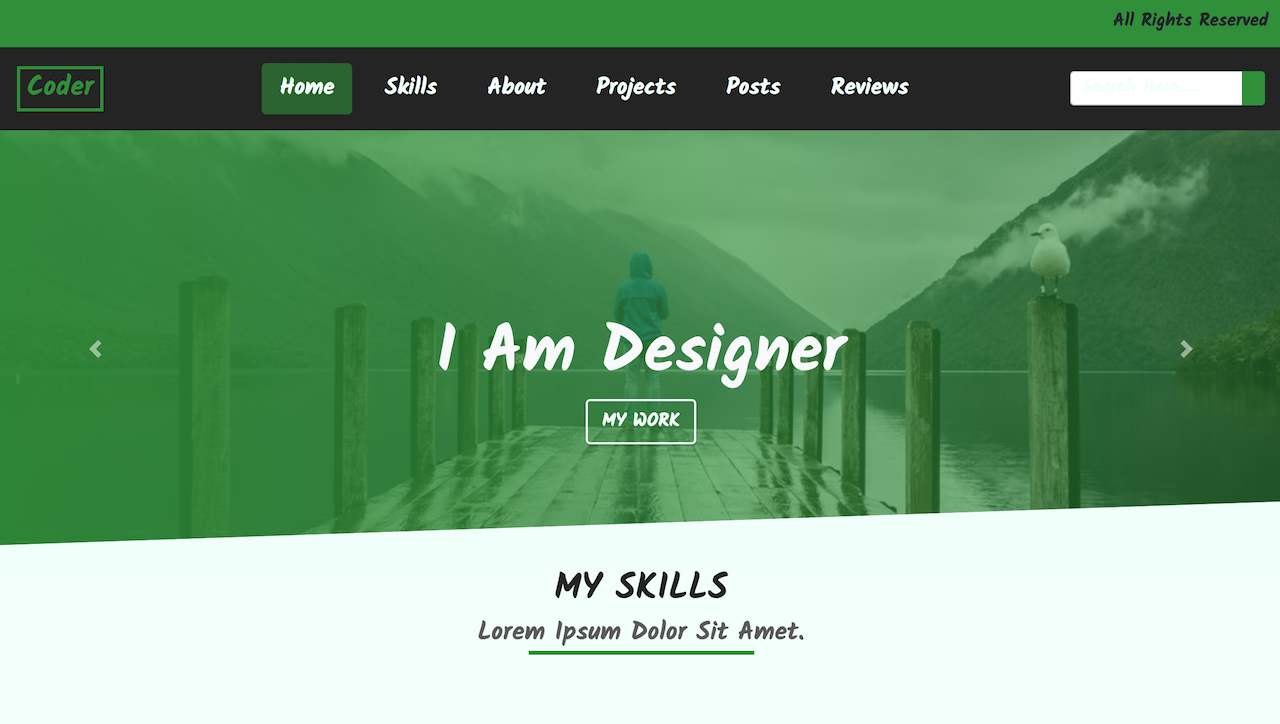 All Rights Reserved
Coder
Home
Skills
About
Projects
Posts
Reviews
Search Here....
I Am Designer
MY WORK
MY SKILLS
Lorem Ipsum Dolor Sit Amet.